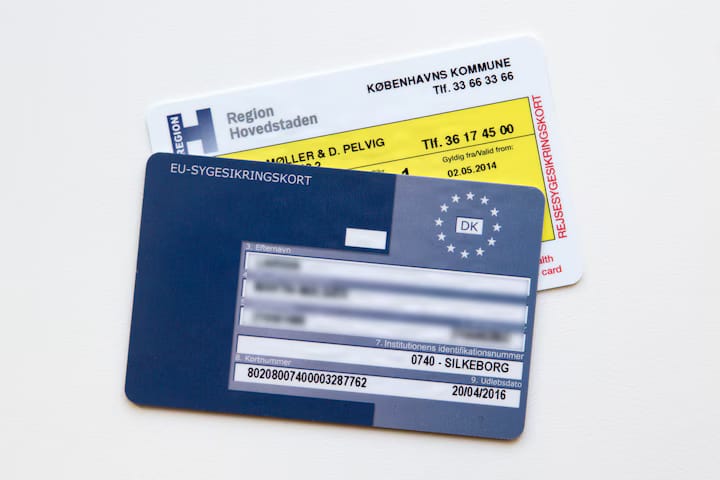 KØBENHAVNS KOMMUNE
Tlf. 33 66 33 66
REGION
H
Region
Hovedstaden
MØLLER & D. PELVIG
Tlf. 36 17 45 00
1
Gyldig fra/Valid from:
02.05.2014
REJSESYGESIKRINGSKORT
card
EU-SYGESIKRINGSKORT
DK
3. Efternavn
7. Institutionens identifikationsnummer
0740 - SILKEBORG
8. Kortnummer
9. Udløbsdato
80208007400003287762
20/04/2016